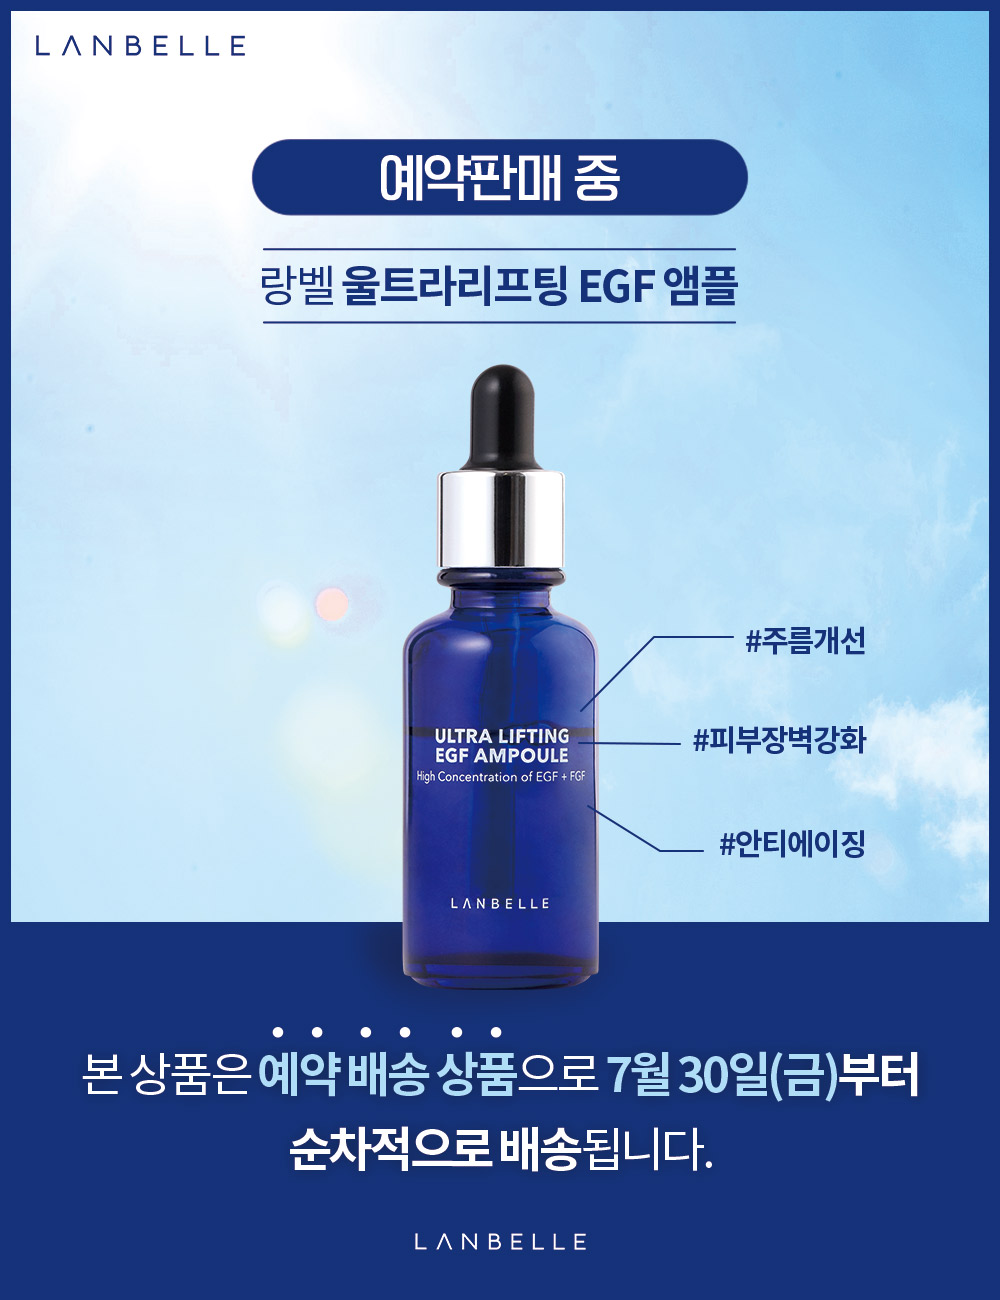 LANBELLE
예약판매 중
랑벨 울트라리프팅 EGF 앰플
#주름개선
ULTRA LIFTING
EGF AMPOULE
High Concentration of EGF + FGF
#피부장벽강화
#안티에이징
LANBELLE
본 상품은 예약 배송 상품으로 7월 30일(금)부터
순차적으로 배송됩니다.
LANBELLE